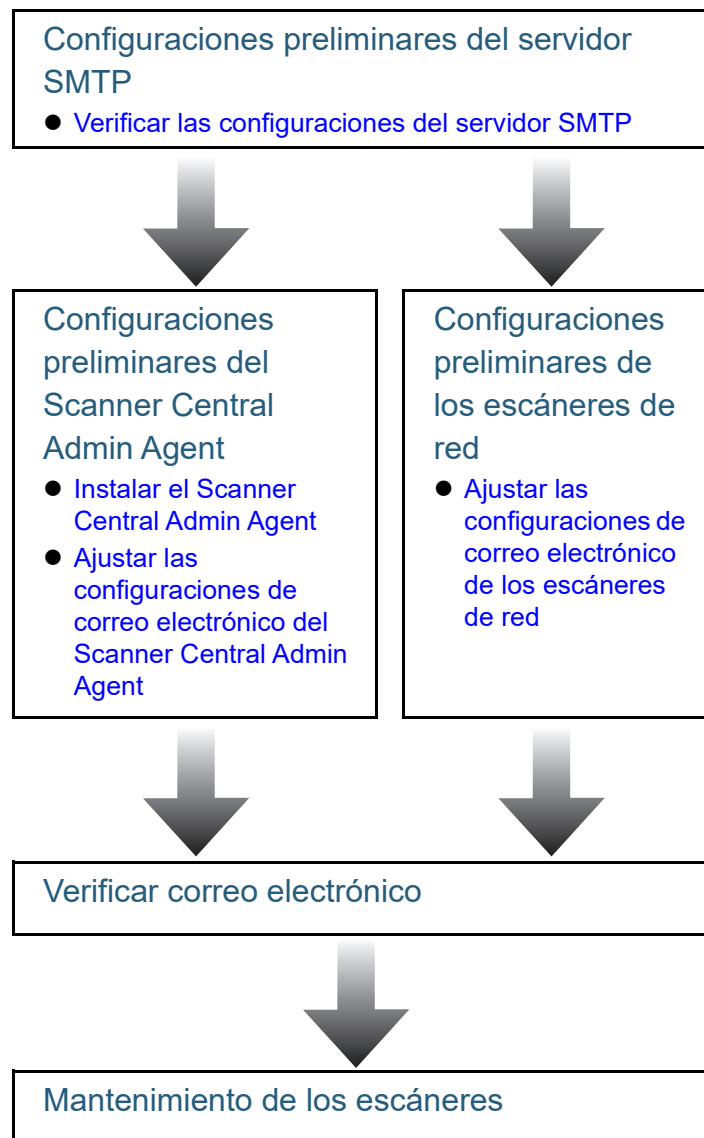 Configuraciones preliminares del servidor
SMTP
● Verificar las configuraciones del servidor SMTP
Configuraciones
preliminares del
Scanner Central
Admin Agent
● Instalar el Scanner
Central Admin Agent
● Ajustar las
configuraciones de
correo electrónico del
Scanner Central Admin
Agent
Configuraciones
preliminares de
los escáneres de
red
● Ajustar las
configuraciones de
correo electrónico
de los escáneres
de red
Verificar correo electrónico
Mantenimiento de los escáneres